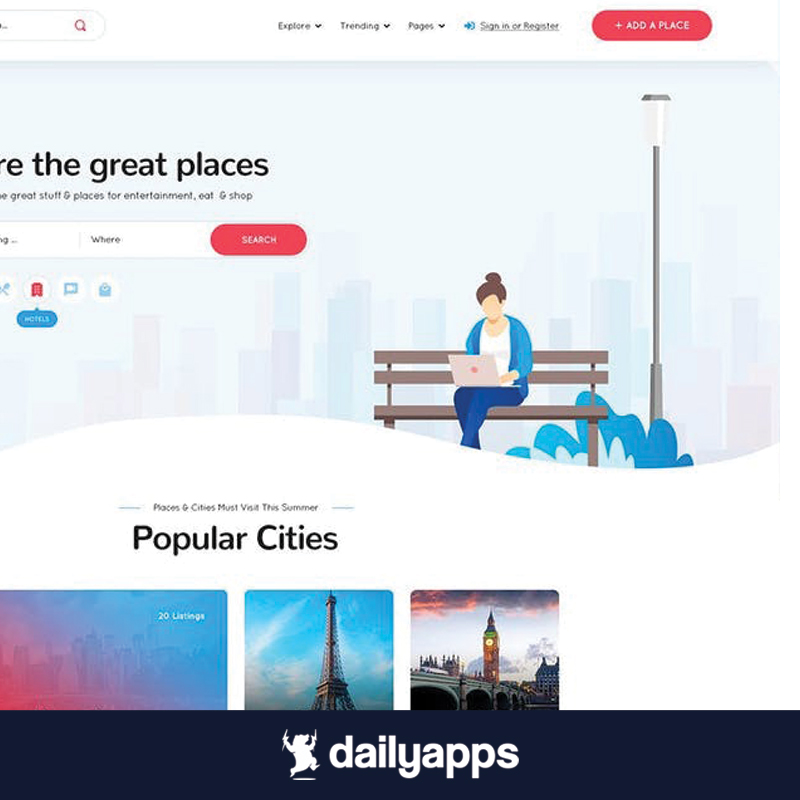 Explore
Trending
Pages
Sign in or Register
+ ADD A PLACE
the great places
great stuff & places for entertainment, eat & shop
Where
SEARCH
HOTELS
Places & Cities Must Visit This Summer
Popular Cities
20 Listings
dailyapps